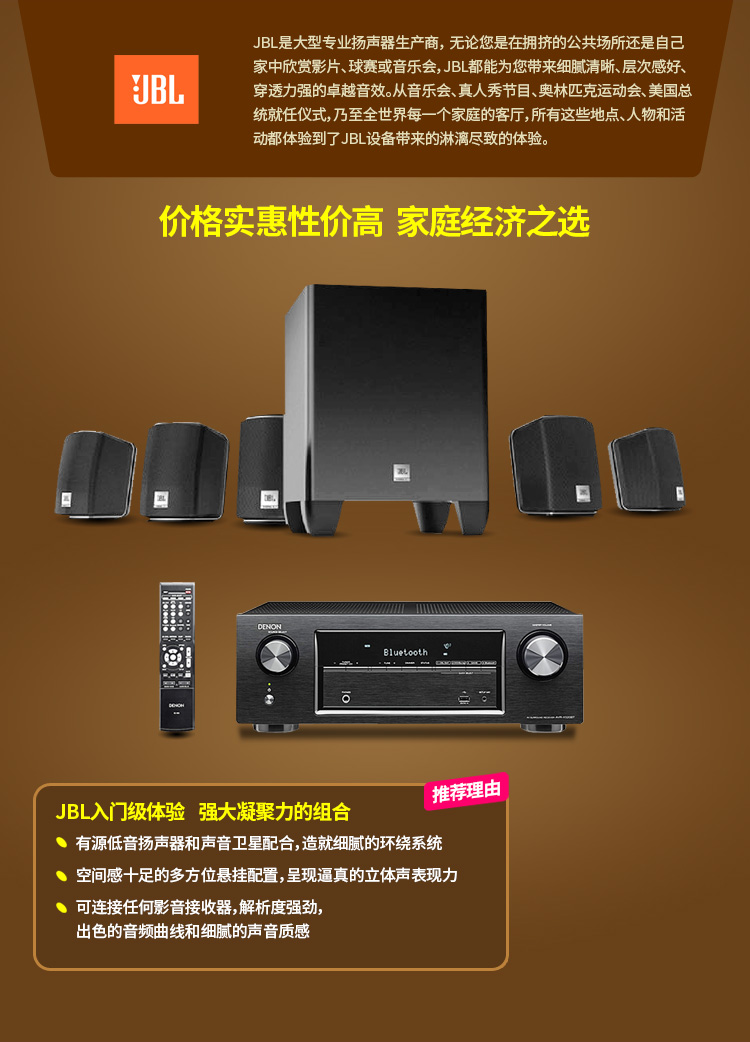 JBL
JBL是大型专业扬声器生产商，无论您是在拥挤的公共场所还是自己
家中欣赏影片、球赛或音乐会，JBL都能为您带来细腻清晰、层次感好、
穿透力强的卓越音效。从音乐会、真人秀节目、奥林匹克运动会、美国总
统就任仪式，乃至全世界每一个家庭的客厅，所有这些地点、人物和活
动都体验到了JBL设备带来的淋漓尽致的体验。
价格实惠性价高 家庭经济之选
JBL
JBL
JBL
JBL
JBL
JBL
DENON
Bluetooth
DENON
推荐理由
JBL入门级体验 强大凝聚力的组合
有源低音扬声器和声音卫星配合，造就细腻的环绕系统
空间感十足的多方位悬挂配置，呈现逼真的立体声表现力
可连接任何影音接收器，解析度强劲，
出色的音频曲线和细腻的声音质感